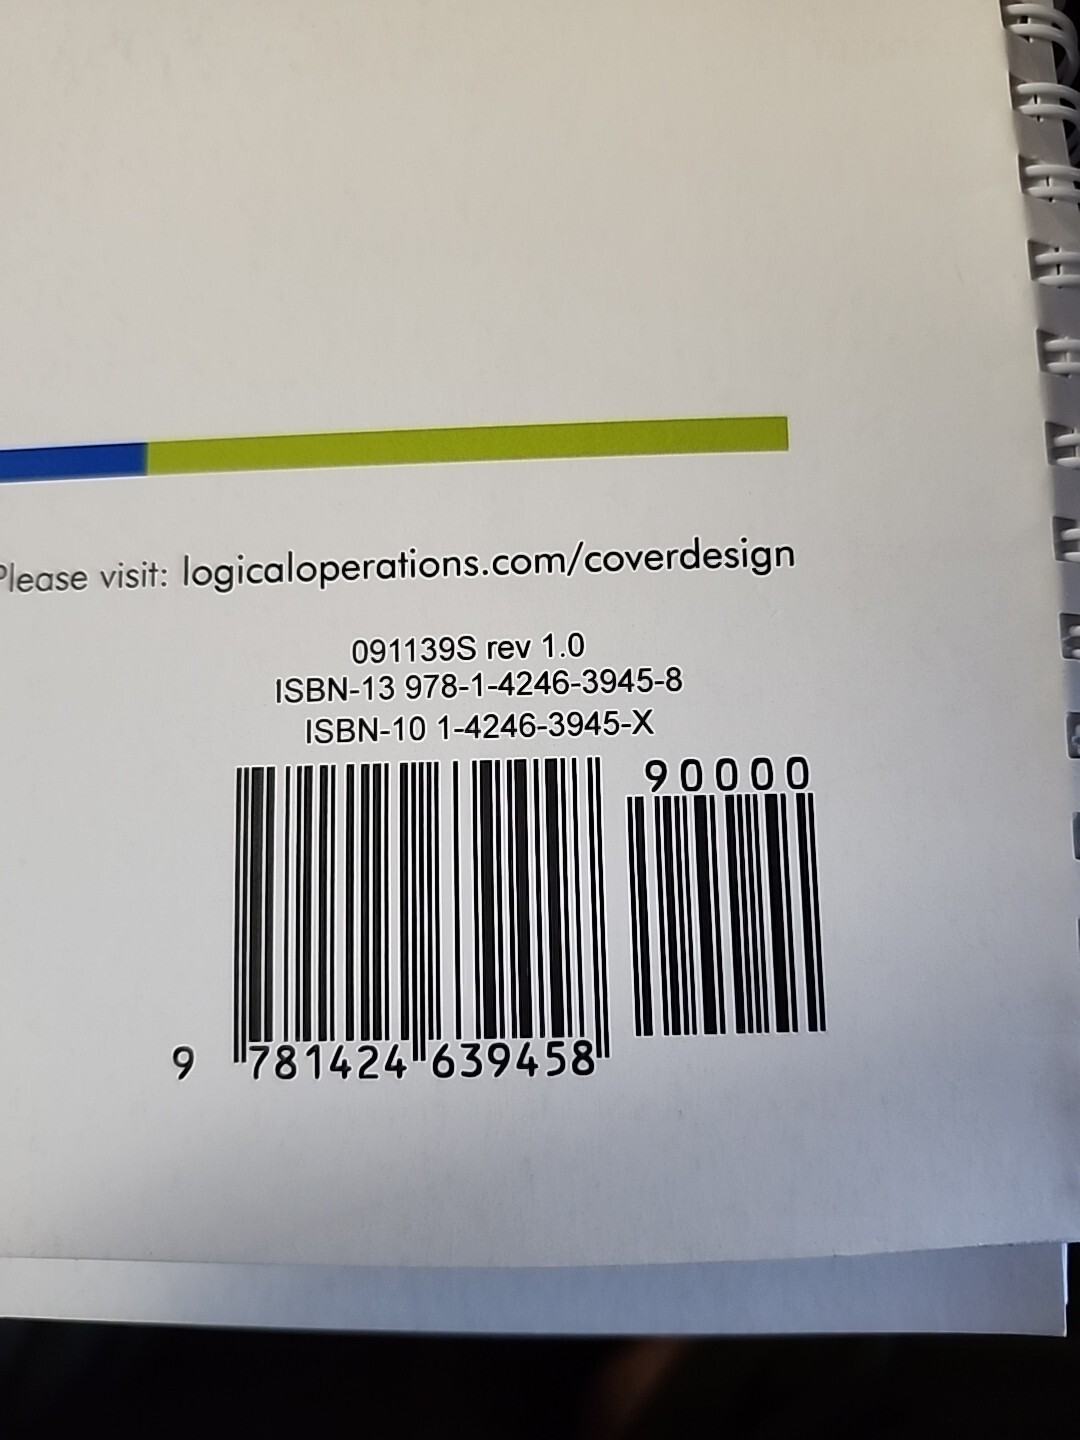 Please visit: logicaloperations.com/coverdesign
091139S rev 1.0
ISBN-13 978-1-4246-3945-8
ISBN-10 1-4246-3945-X
90000
9 781424 639458